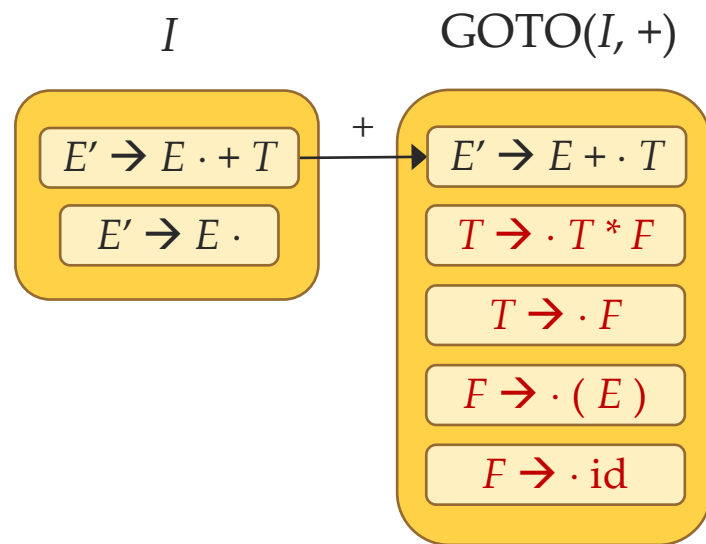 I
GOTO(I, +)
E' → E · + T
E' → E ·
+
E' → E + · T
T → · T * F
T → · F
F → · ( E )
F → · id